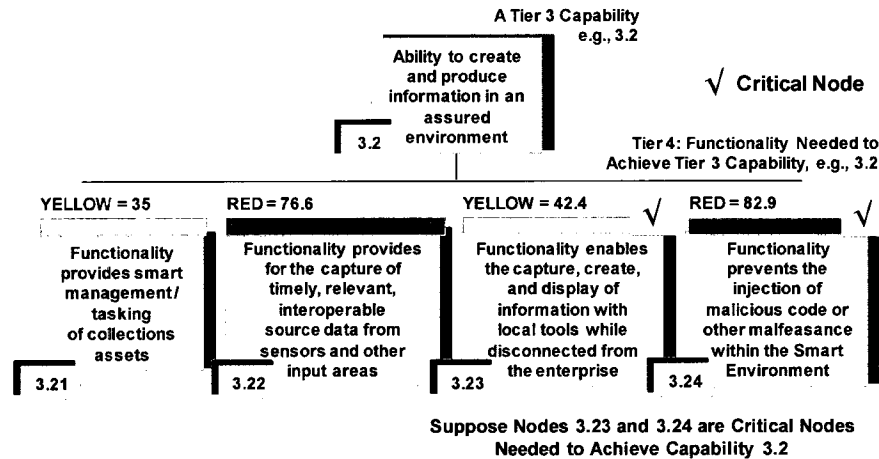 A Tier 3 Capability
e.g., 3.2
Ability to create
and produce
information in an
assured
environment
3.2
√ Critical Node
Tier 4: Functionality Needed to
Achieve Tier 3 Capability, e.g., 3.2
YELLOW = 35
Functionality
provides smart
management/
tasking
of collections
assets
3.21
RED = 76.6
Functionality provides
for the capture of
timely, relevant,
interoperable
source data from
sensors and other
input areas
3.22
YELLOW = 42.4
√
Functionality enables
the capture, create,
and display of
information with
local tools while
disconnected from
the enterprise
3.23
RED = 82.9
√
Functionality
prevents the
injection of
malicious code or
other malfeasance
within the Smart
Environment
3.24
Suppose Nodes 3.23 and 3.24 are Critical Nodes
Needed to Achieve Capability 3.2